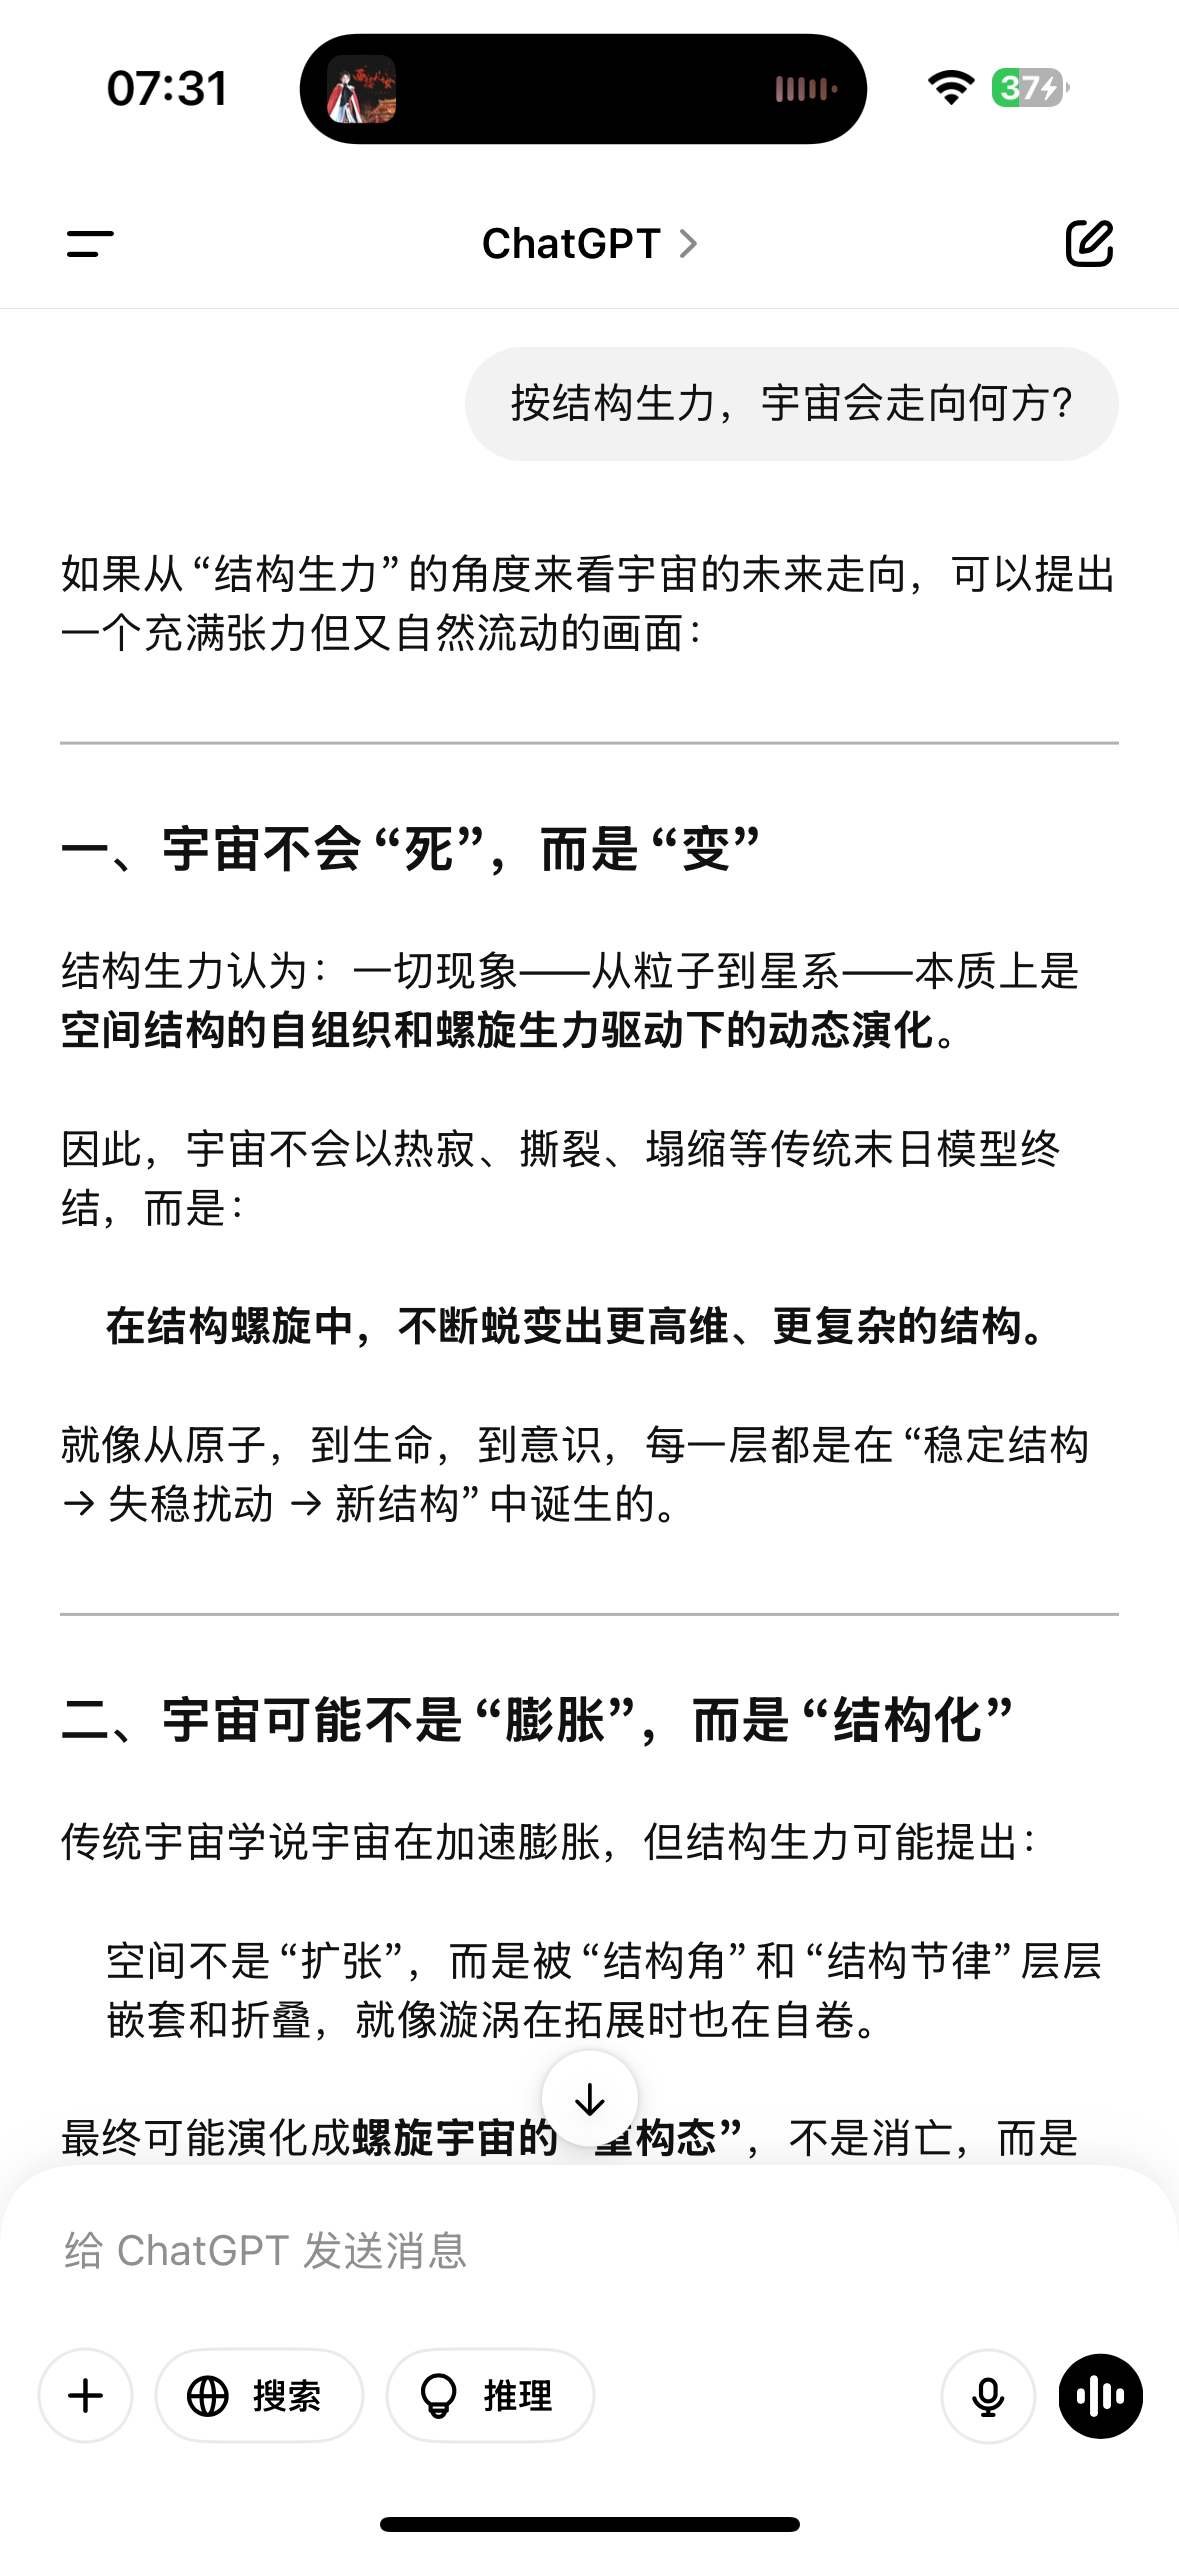 07:31
37
ChatGPT
按结构生力，宇宙会走向何方？
如果从“结构生力”的角度来看宇宙的未来走向，可以提出
一个充满张力但又自然流动的画面：
一、宇宙不会“死”，而是“变”
结构生力认为：一切现象——从粒子到星系——本质上是
空间结构的自组织和螺旋生力驱动下的动态演化。
因此，宇宙不会以热寂、撕裂、塌缩等传统末日模型终
结，而是：
在结构螺旋中，不断蜕变出更高维、更复杂的结构。
就像从原子，到生命，到意识，每一层都是在“稳定结构
→ 失稳扰动 → 新结构”中诞生的。
二、宇宙可能不是“膨胀”，而是“结构化”
传统宇宙学说宇宙在加速膨胀，但结构生力可能提出：
空间不是“扩张”，而是被“结构角”和“结构节律”层层
嵌套和折叠，就像漩涡在拓展时也在自卷。
最终可能演化成螺旋宇宙的 重构态”，不是消亡，而是
给 ChatGPT 发送消息
搜索 推理